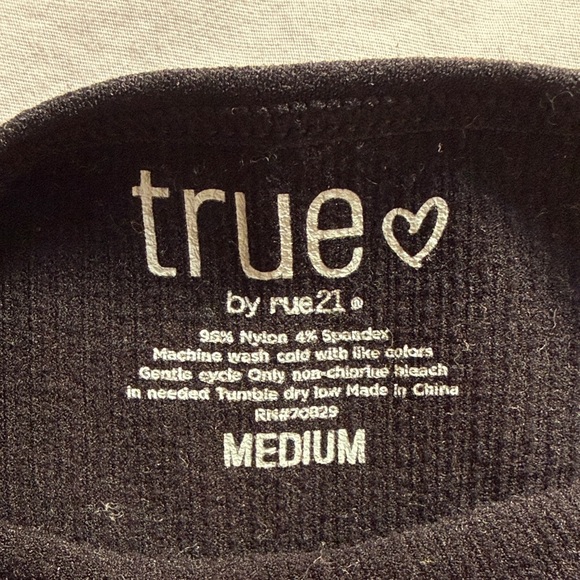 true
by rue21®
96% Nylon 4% Spandex
Machine wash cold with like colors
Gentle cycle Only non-chlorine bleach
in needed Tumble dry low Made in China
RN#70829
MEDIUM